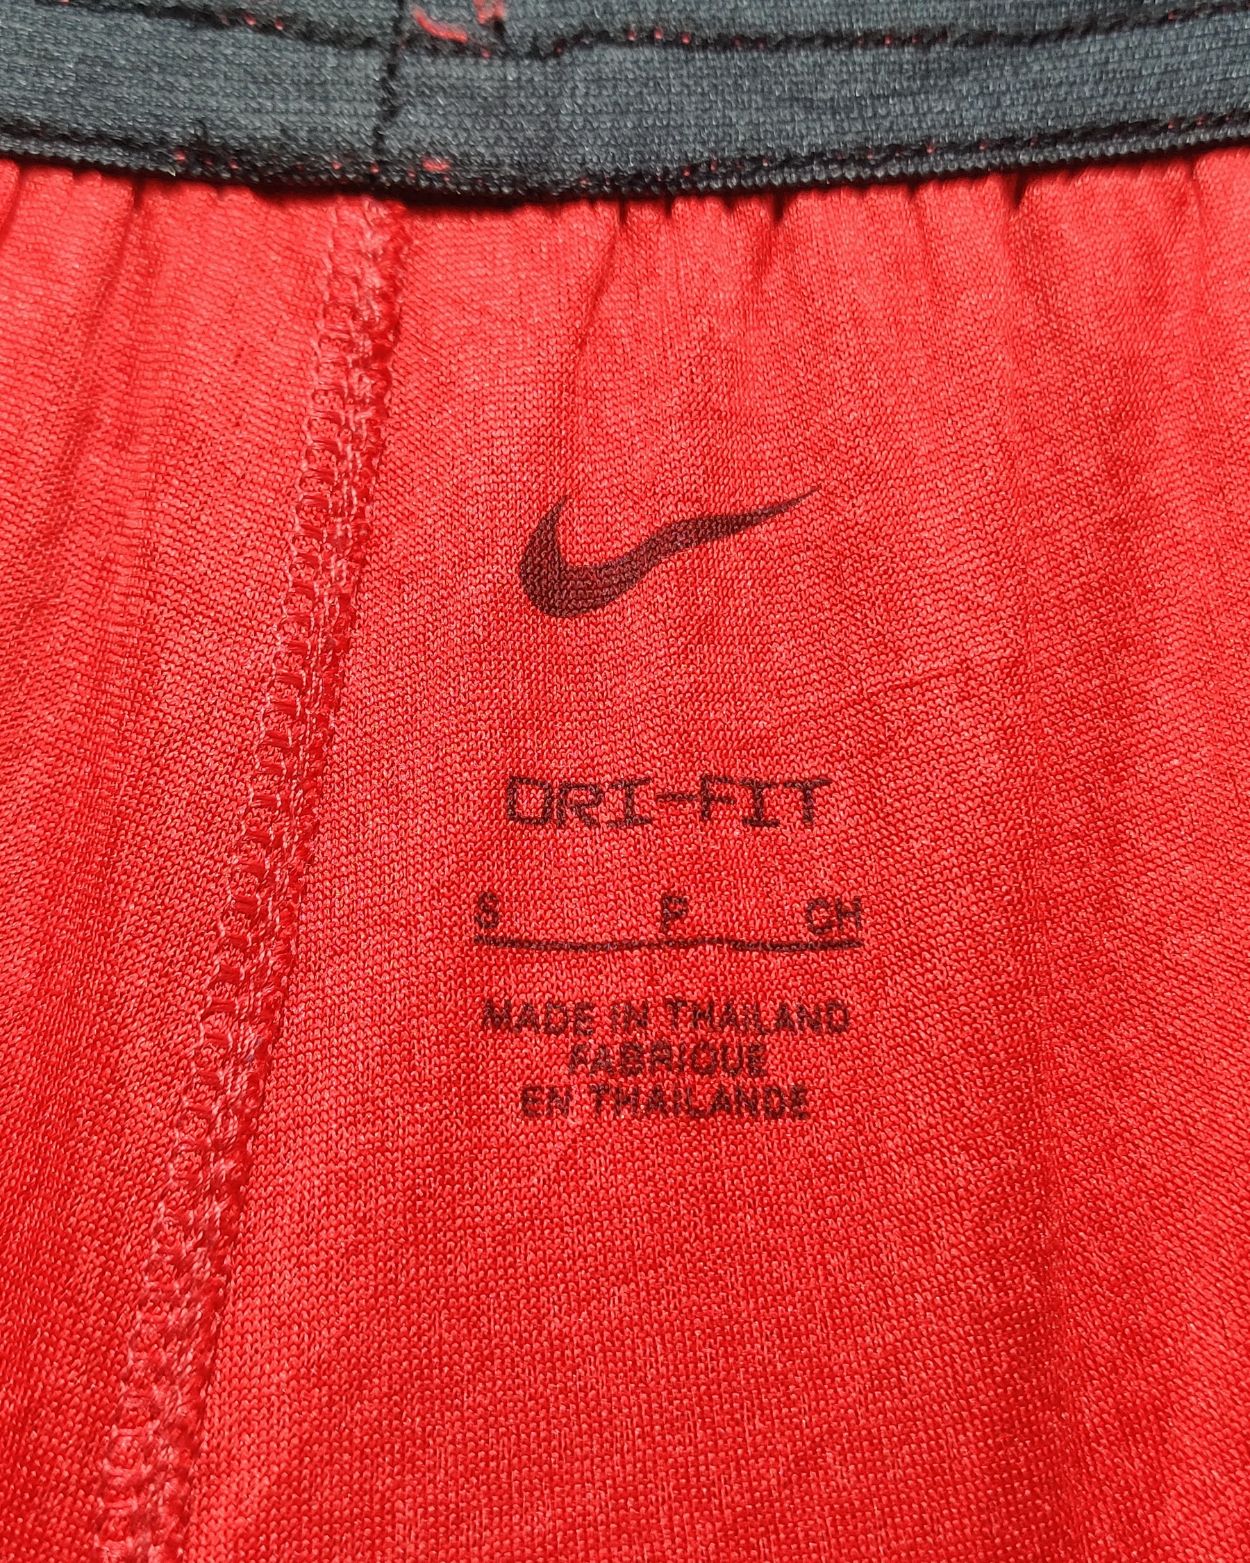 DRI-FIT
S P CH
MADE IN THAILAND
FABRIQUE
EN THAILANDE